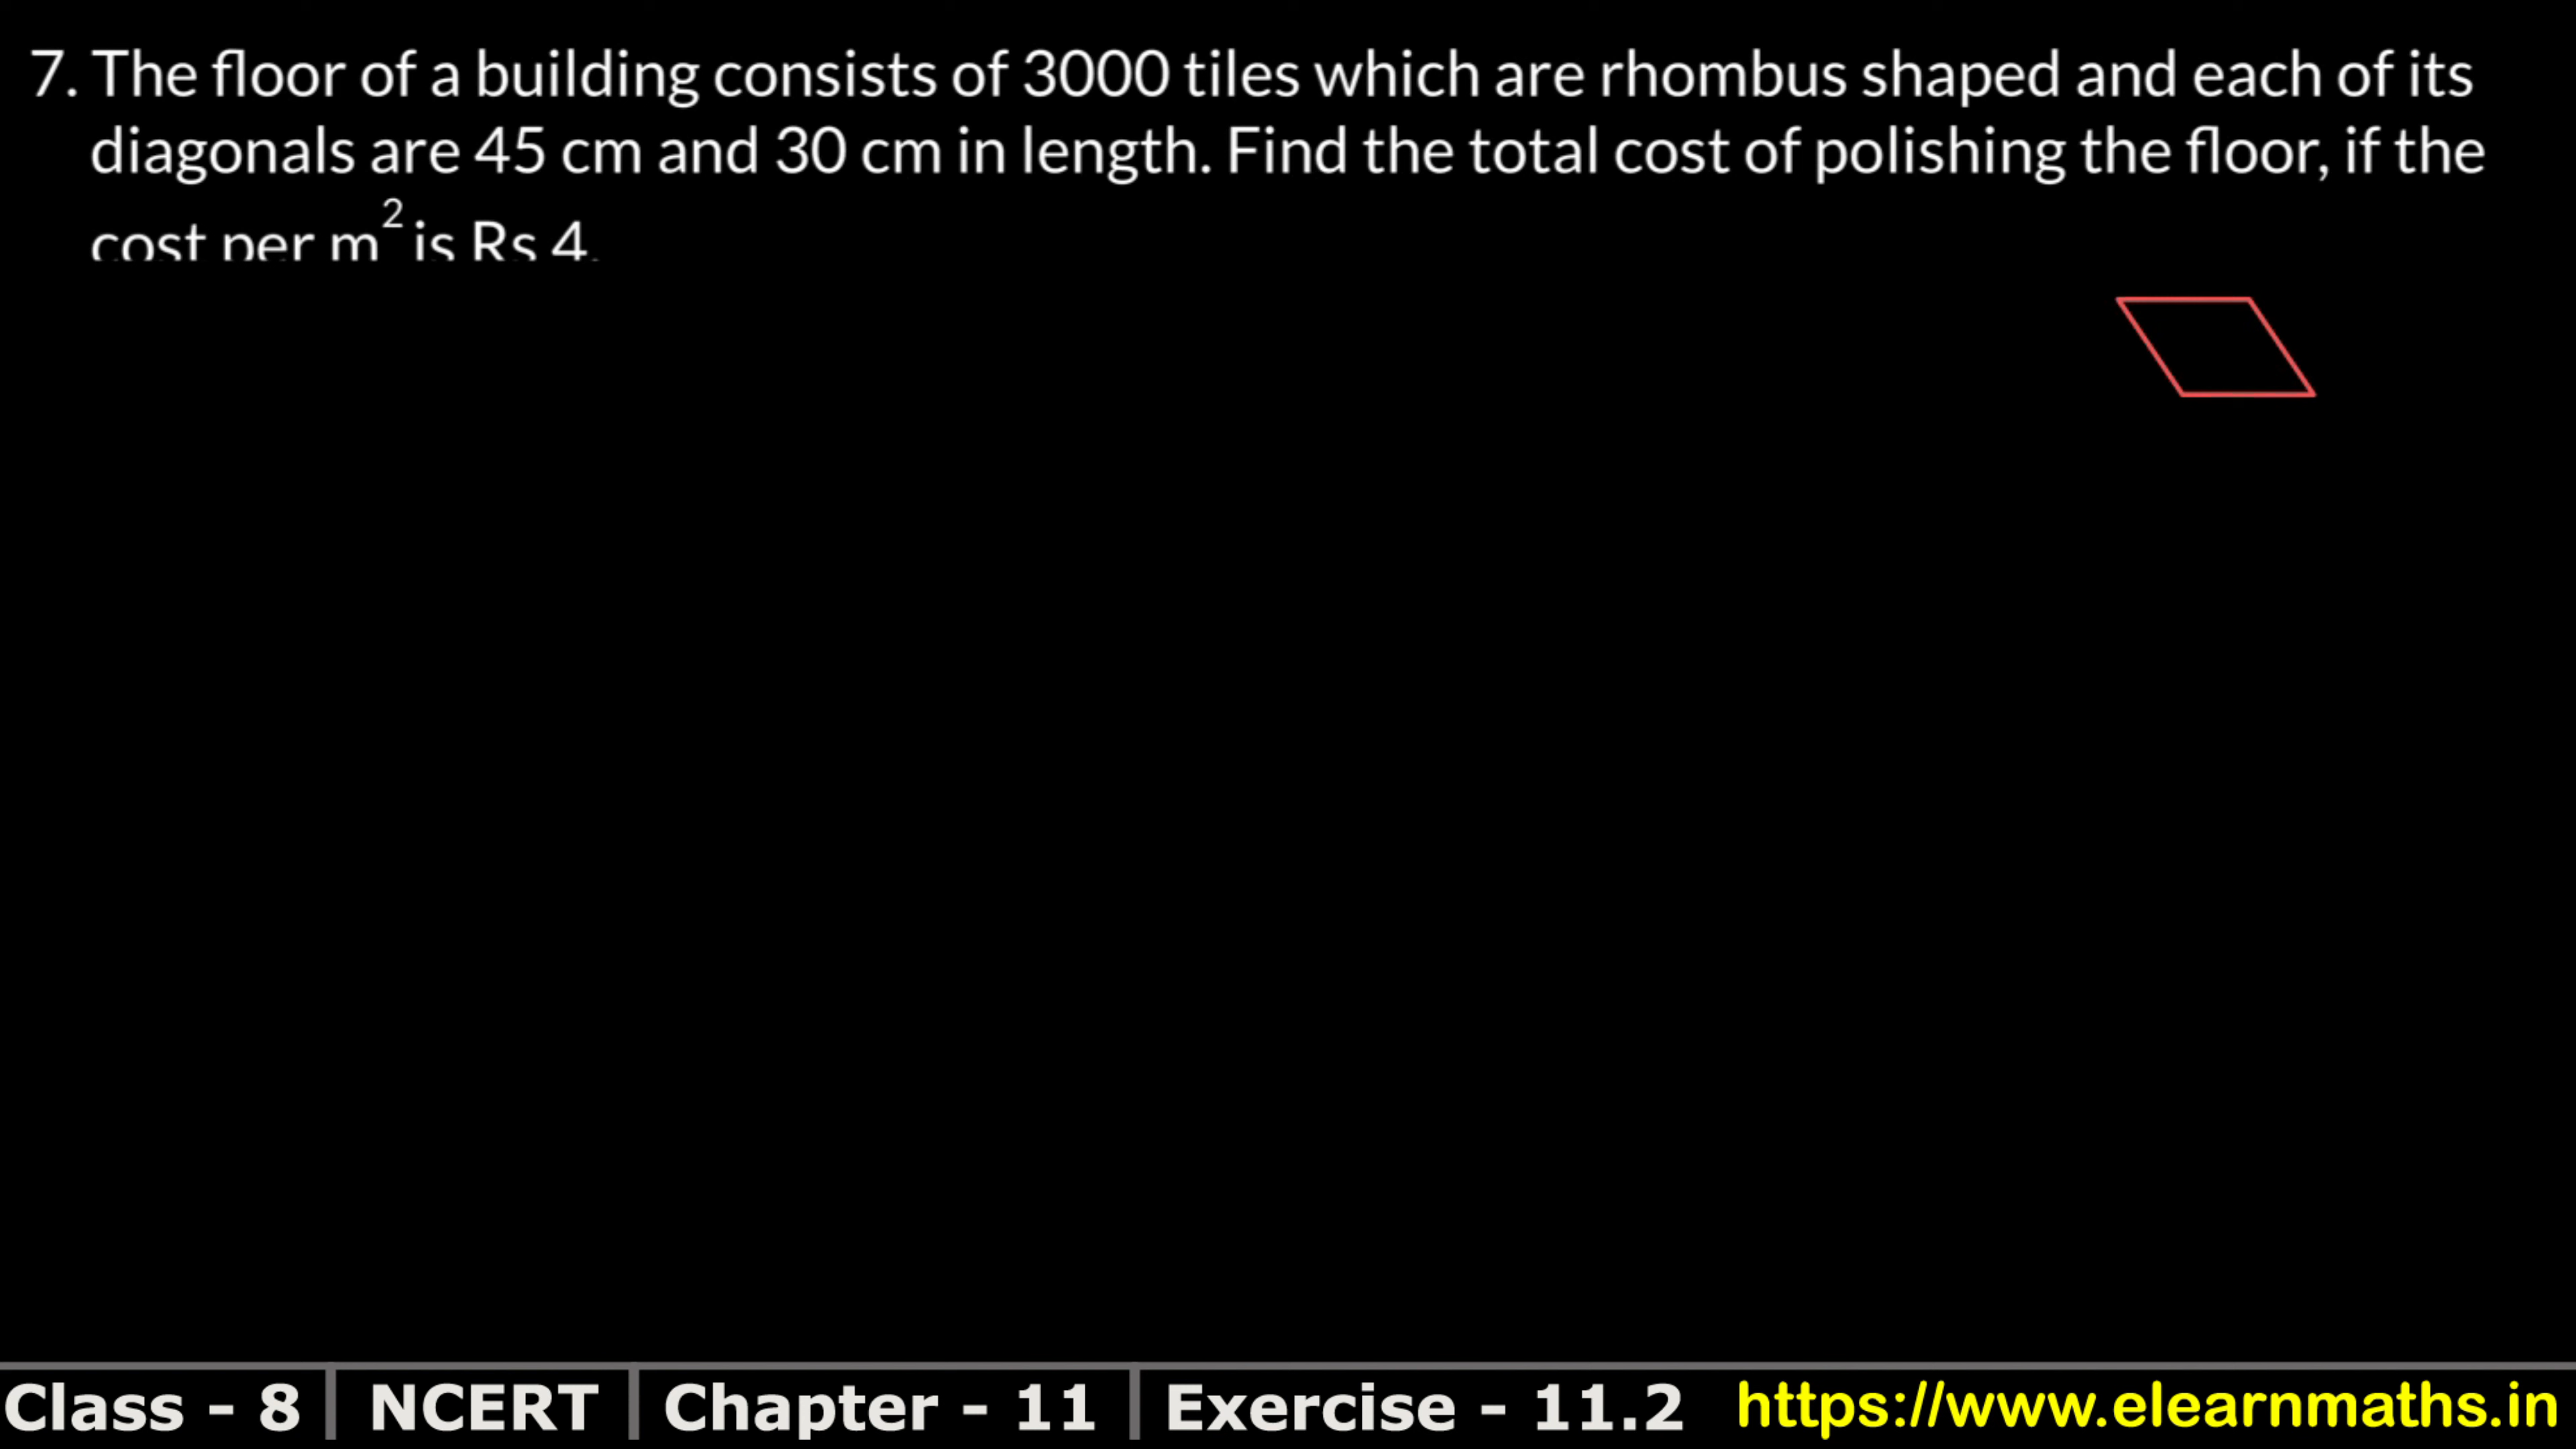 7. The floor of a building consists of 3000 tiles which are rhombus shaped and each of its
diagonals are 45 cm and 30 cm in length. Find the total cost of polishing the floor, if the
cost per m² is Rs 4.
Class - 8 | NCERT | Chapter - 11 | Exercise - 11.2 https://www.elearnmaths.in